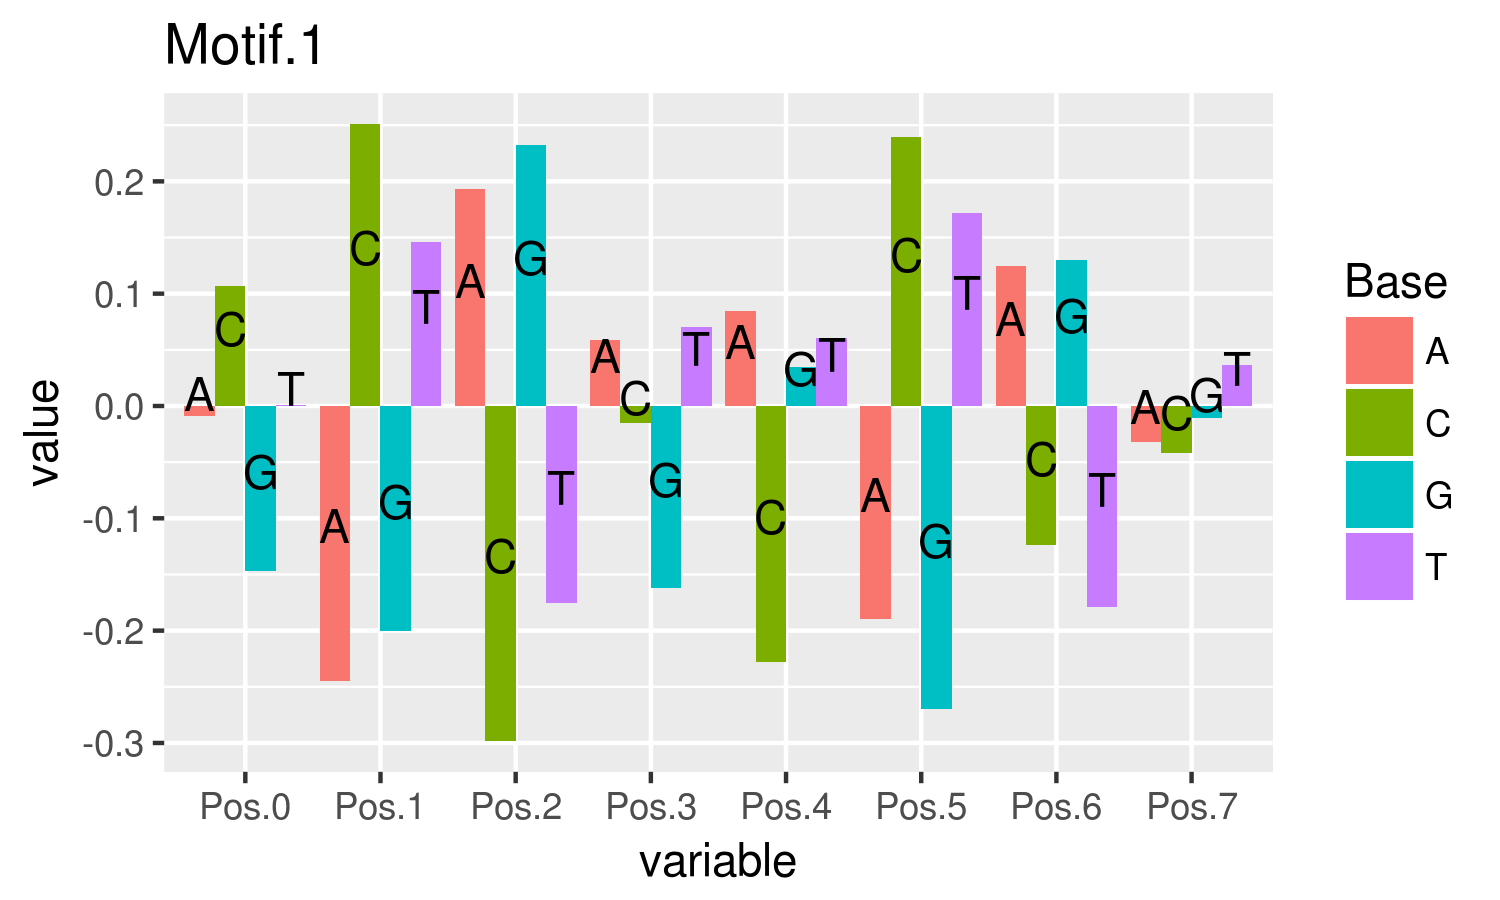 Motif.1
value
0.2
0.1
0.0
-0.1
-0.2
-0.3
A C G T
A C G T
A C G T
A C G T
A C G T
A C G T
A C G T
A C G T
Pos.0 Pos.1 Pos.2 Pos.3 Pos.4 Pos.5 Pos.6 Pos.7
variable
Base
A
C
G
T